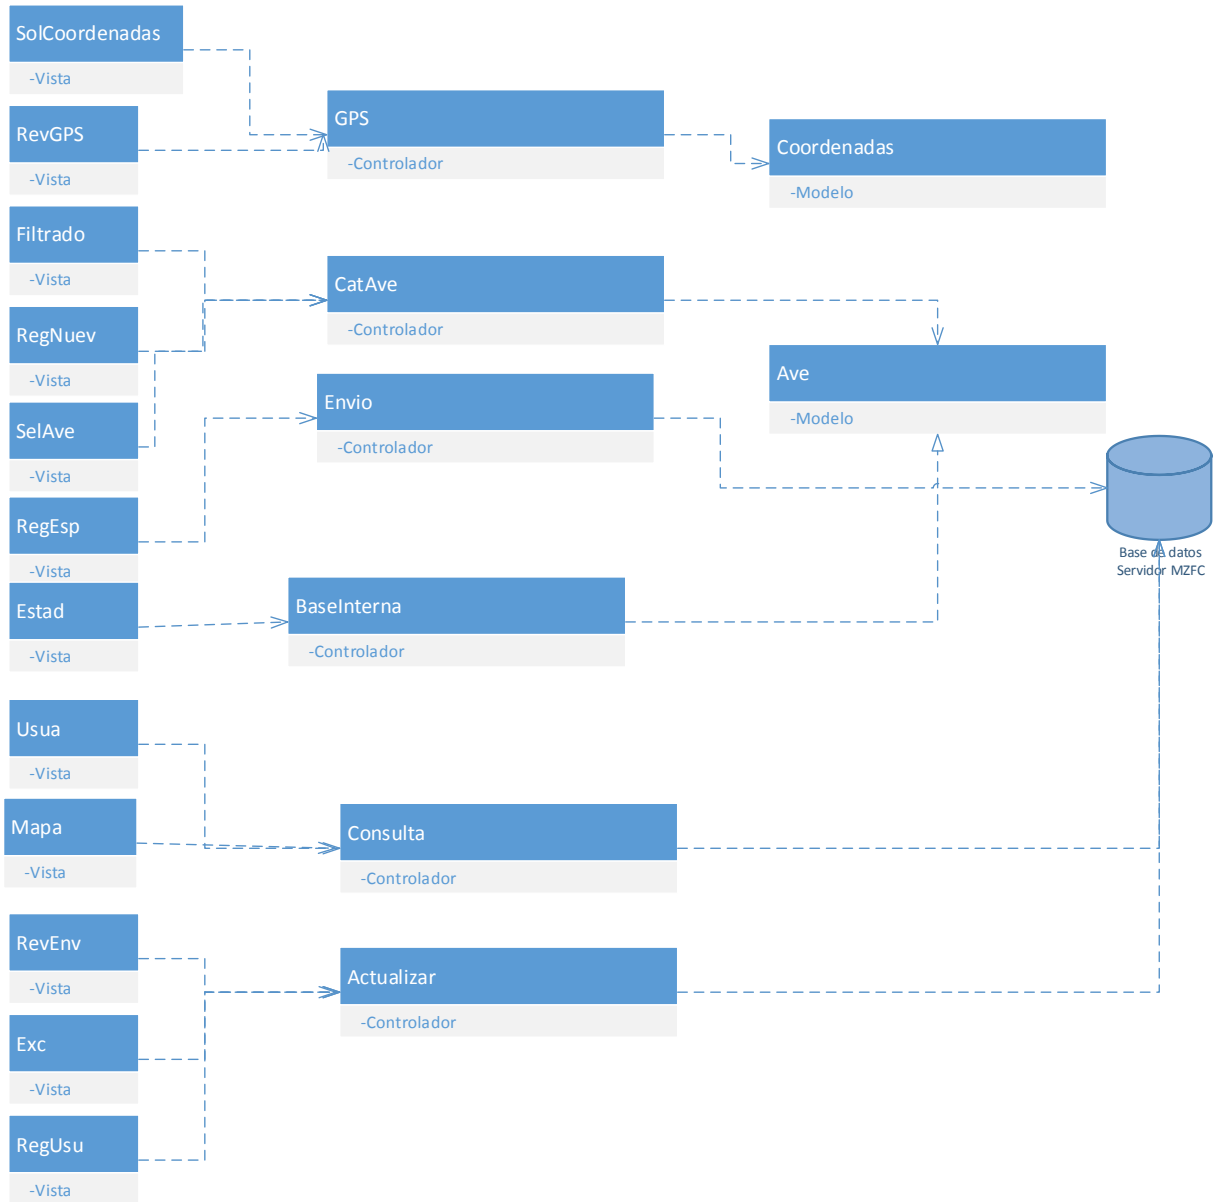 SolCoordenadas
-Vista
RevGPS
-Vista
Filtrado
-Vista
RegNuev
-Vista
SelAve
-Vista
RegEsp
-Vista
Estad
-Vista
Usua
-Vista
Mapa
-Vista
RevEnv
-Vista
Exc
-Vista
RegUsu
-Vista
GPS
-Controlador
CatAve
-Controlador
Envio
-Controlador
BaseInterna
-Controlador
Consulta
-Controlador
Actualizar
-Controlador
Coordenadas
-Modelo
Ave
-Modelo
Base de datos
Servidor MZFC